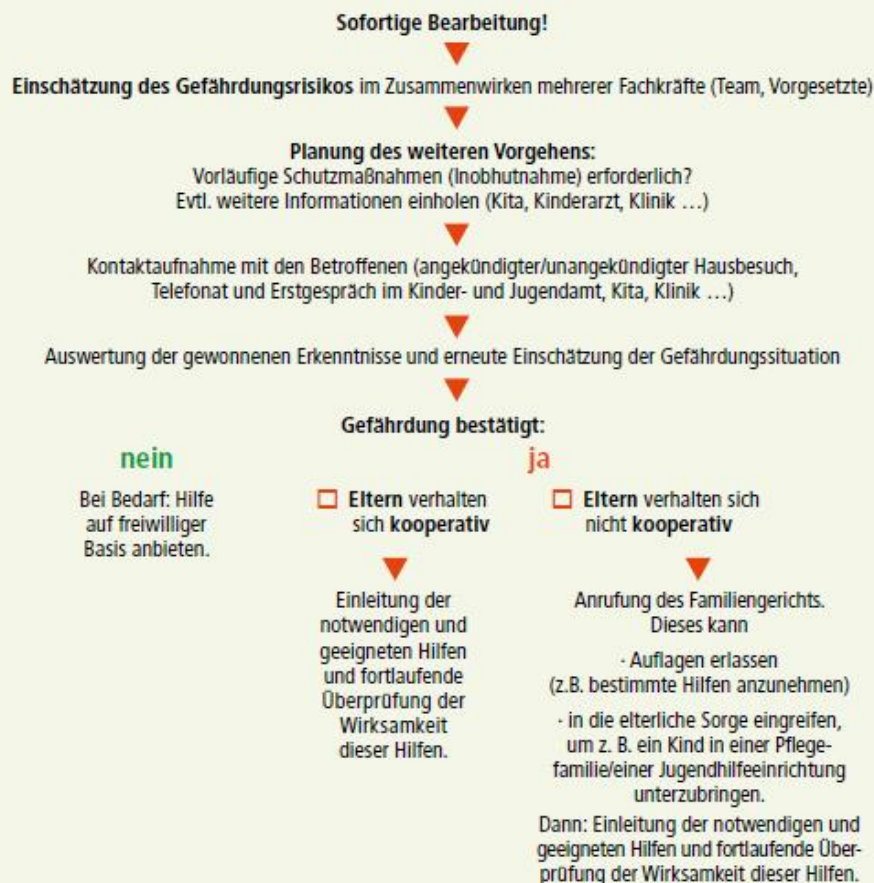 Sofortige Bearbeitung!
Einschätzung des Gefährdungsrisikos im Zusammenwirken mehrerer Fachkräfte (Team, Vorgesetzte)
Planung des weiteren Vorgehens:
Vorläufige Schutzmaßnahmen (Inobhutnahme) erforderlich?
Evtl. weitere Informationen einholen (Kita, Kinderarzt, Klinik …)
Kontaktaufnahme mit den Betroffenen (angekündigter/unangekündigter Hausbesuch,
Telefonat und Erstgespräch im Kinder- und Jugendamt, Kita, Klinik …)
Auswertung der gewonnenen Erkenntnisse und erneute Einschätzung der Gefährdungssituation
Gefährdung bestätigt:
nein
Bei Bedarf: Hilfe
auf freiwilliger
Basis anbieten.
ja
Eltern verhalten
sich kooperativ
Einleitung der
notwendigen und
geeigneten Hilfen
und fortlaufende
Überprüfung der
Wirksamkeit
dieser Hilfen.
Eltern verhalten sich
nicht kooperativ
Anrufung des Familiengerichts.
Dieses kann
· Auflagen erlassen
(z.B. bestimmte Hilfen anzunehmen)
· in die elterliche Sorge eingreifen,
um z. B. ein Kind in einer Pflege-
familie/einer Jugendhilfeeinrichtung
unterzubringen.
Dann: Einleitung der notwendigen und
geeigneten Hilfen und fortlaufende Über-
prüfung der Wirksamkeit dieser Hilfen.